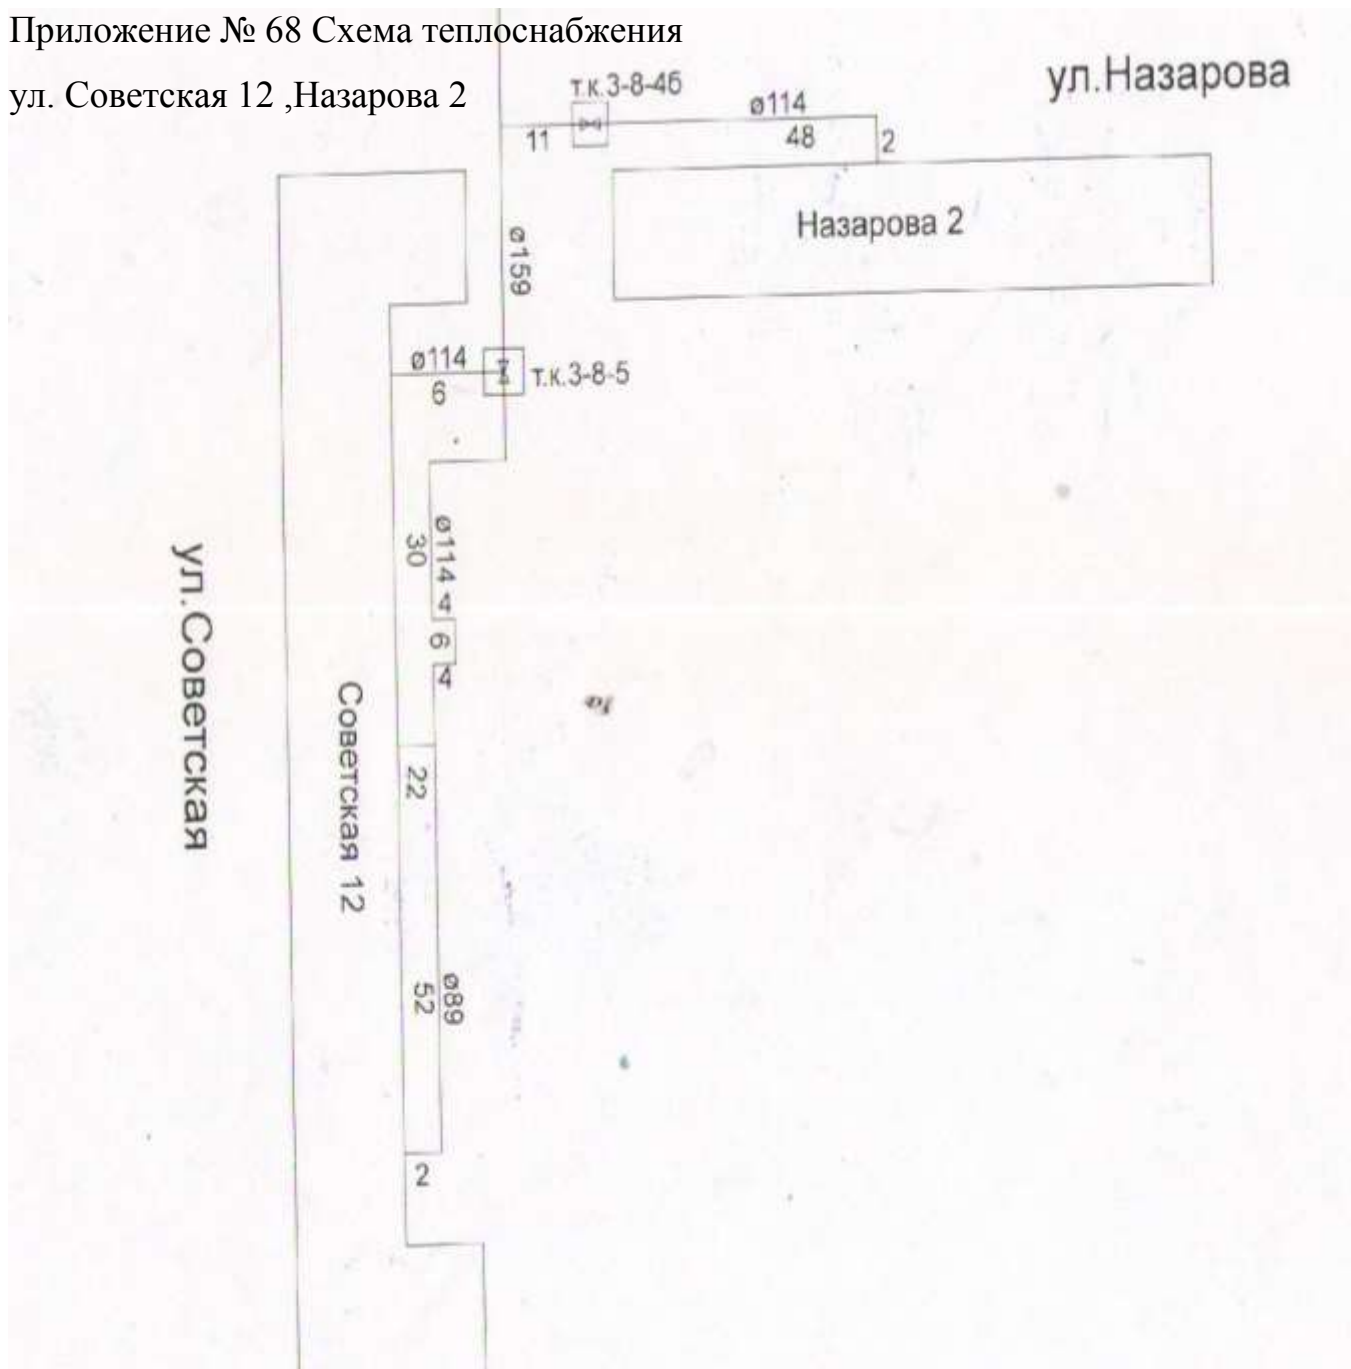 Приложение № 68 Схема теплоснабжения
ул. Советская 12 ,Назарова 2
ул.Назарова
т.к.3-8-4б
ø114
11
48
2
Назарова 2
ø159
ø114
6
т.к.3-8-5
ø114
30
4
6
4
ул.Советская
Советская 12
22
ø89
52
2